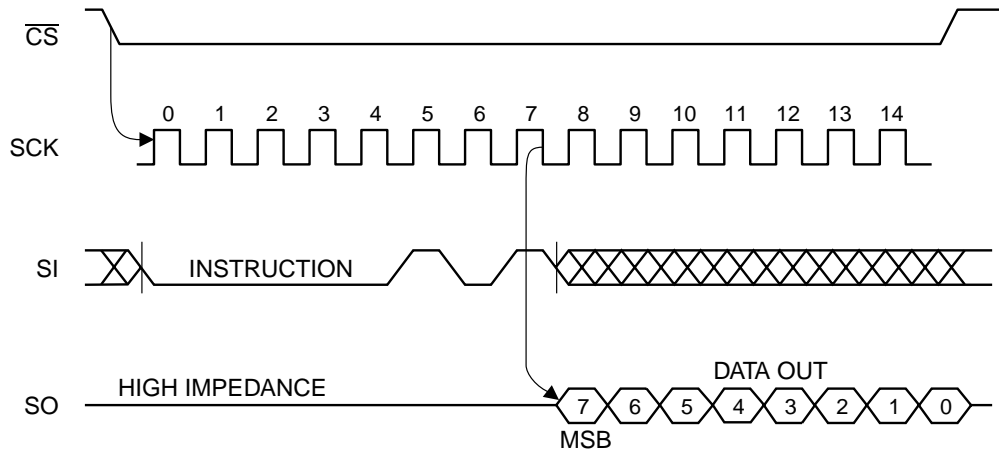 CS
0 1 2 3 4 5 6 7 8 9 10 11 12 13 14
SCK
SI
INSTRUCTION
HIGH IMPEDANCE
DATA OUT
SO
7 6 5 4 3 2 1 0
MSB